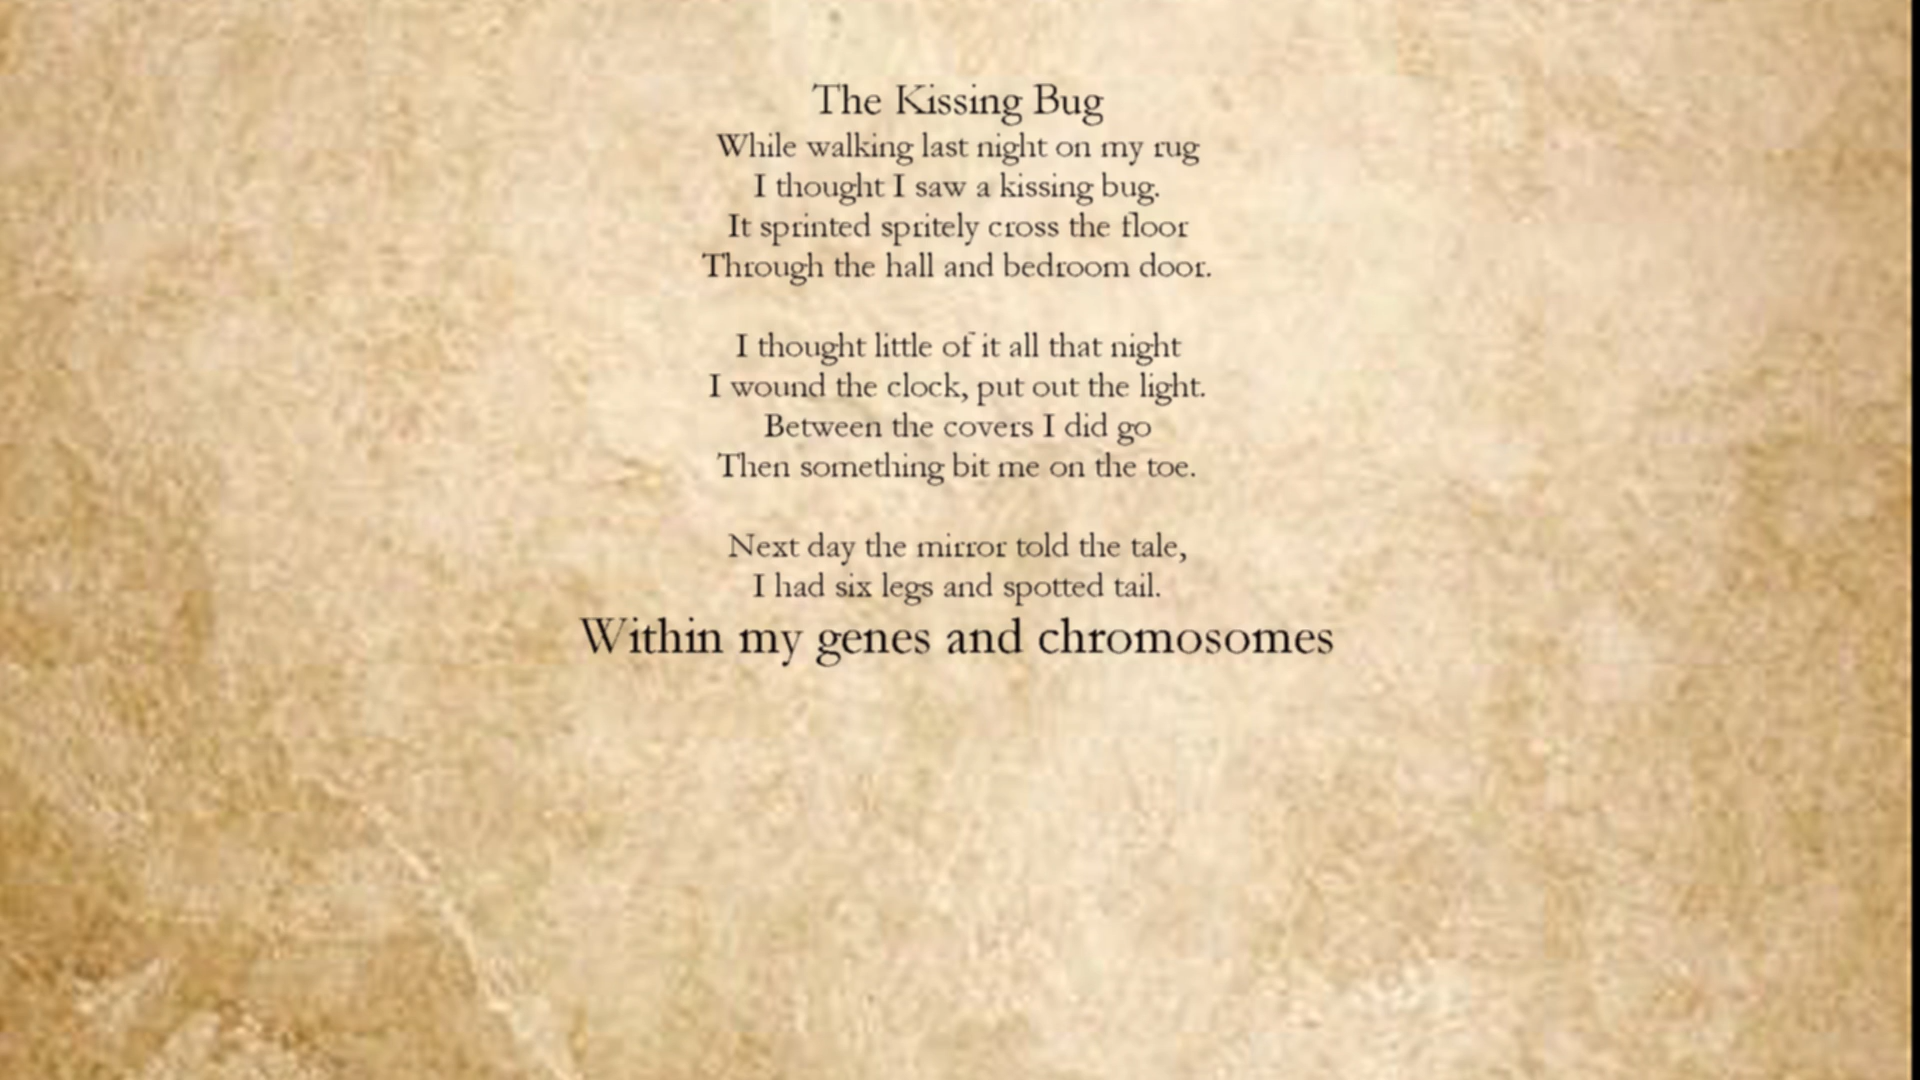 The Kissing Bug
While walking last night on my rug
I thought I saw a kissing bug.
It sprinted spritely cross the floor
Through the hall and bedroom door.
I thought little of it all that night
I wound the clock, put out the light.
Between the covers I did go
Then something bit me on the toe.
Next day the mirror told the tale,
I had six legs and spotted tail.
Within my genes and chromosomes